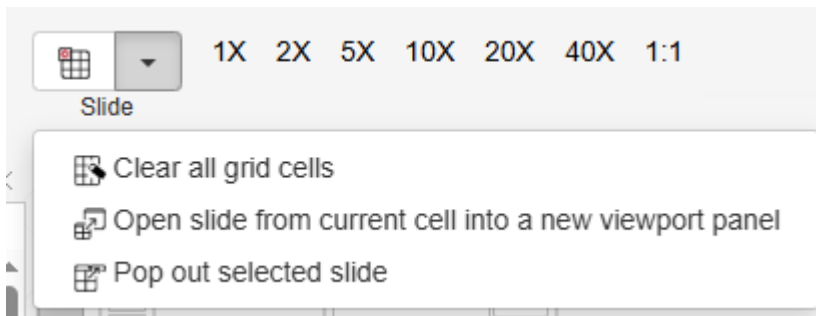 1X 2X 5X 10X 20X 40X 1:1
Slide
Clear all grid cells
Open slide from current cell into a new viewport panel
Pop out selected slide